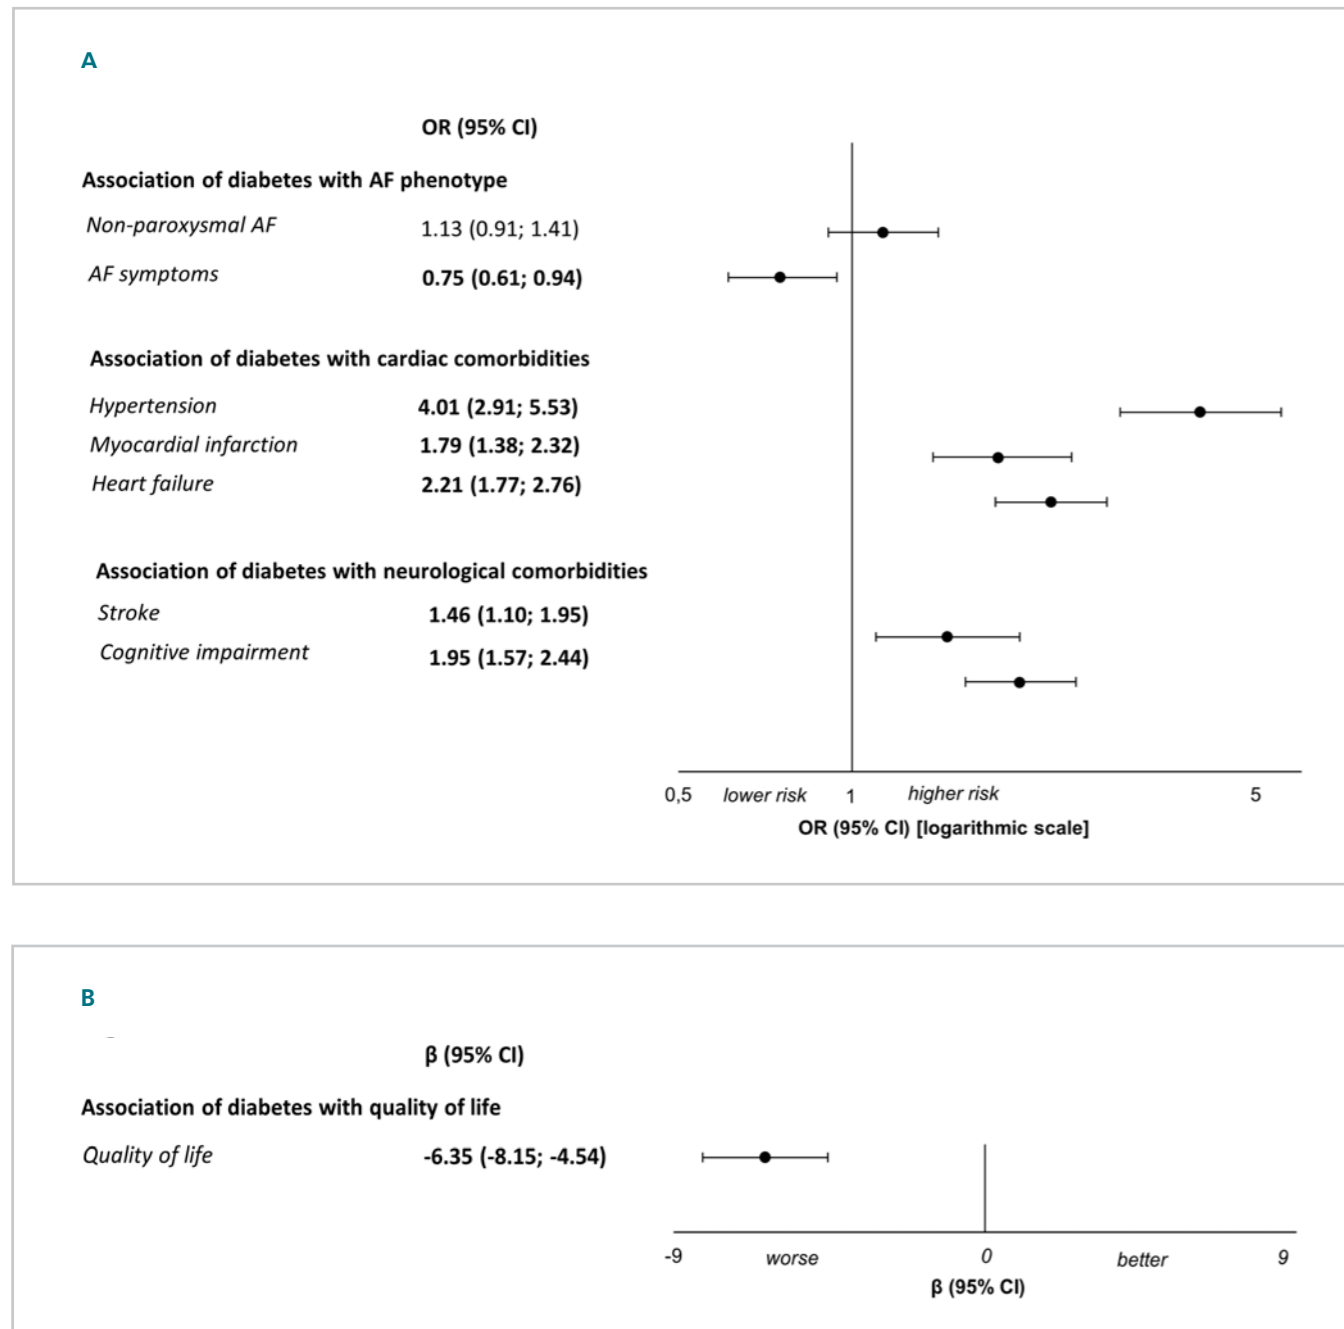 A
OR (95% CI)
Association of diabetes with AF phenotype
Non-paroxysmal AF 1.13 (0.91; 1.41)
AF symptoms 0.75 (0.61; 0.94)
Association of diabetes with cardiac comorbidities
Hypertension 4.01 (2.91; 5.53)
Myocardial infarction 1.79 (1.38; 2.32)
Heart failure 2.21 (1.77; 2.76)
Association of diabetes with neurological comorbidities
Stroke 1.46 (1.10; 1.95)
Cognitive impairment 1.95 (1.57; 2.44)
0,5 lower risk 1 higher risk 5
OR (95% CI) [logarithmic scale]
B
β (95% CI)
Association of diabetes with quality of life
Quality of life -6.35 (-8.15; -4.54)
-9 worse 0 better 9
β (95% CI)